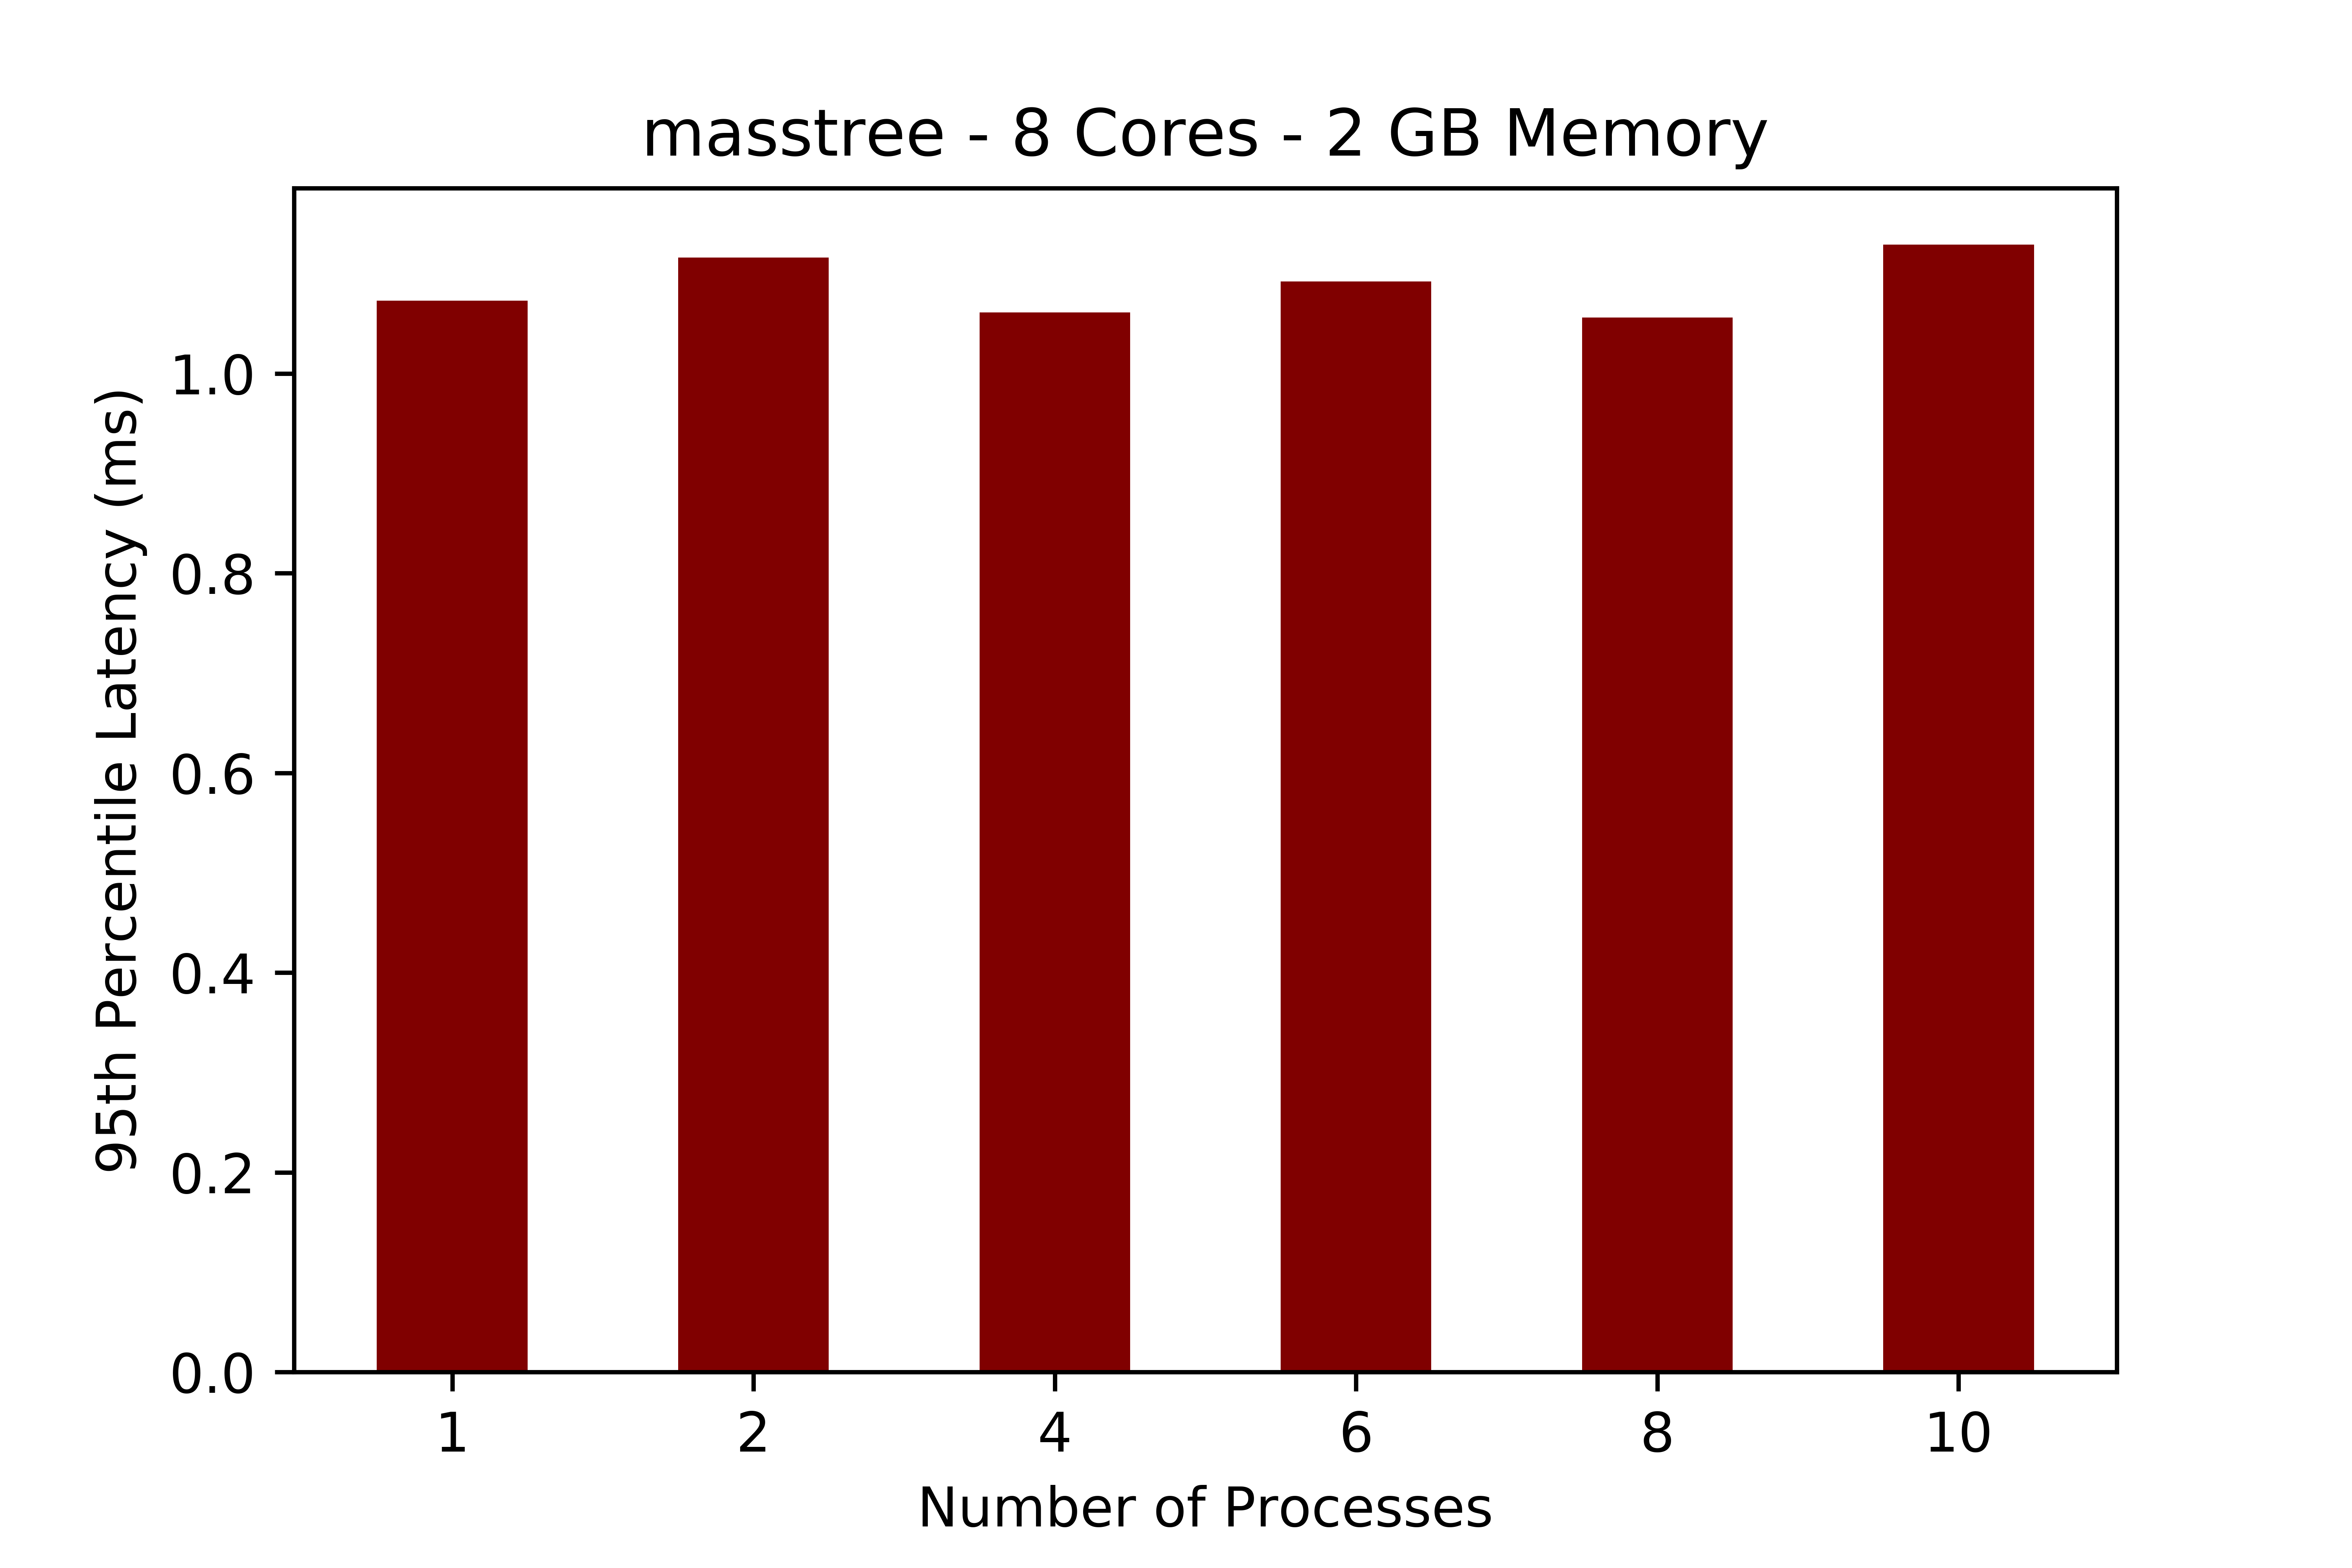 masstree - 8 Cores - 2 GB Memory
95th Percentile Latency (ms)
1.0
0.8
0.6
0.4
0.2
0.0
1 2 4 6 8 10
Number of Processes